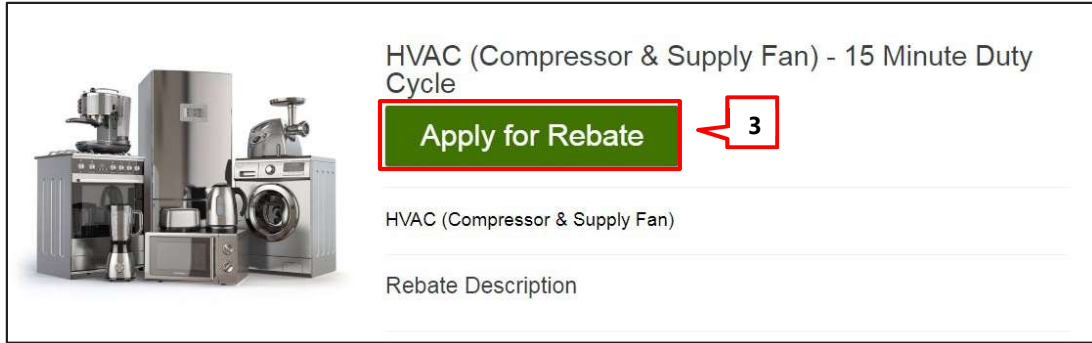 HVAC (Compressor & Supply Fan) - 15 Minute Duty
Cycle
Apply for Rebate
3
HVAC (Compressor & Supply Fan)
Rebate Description